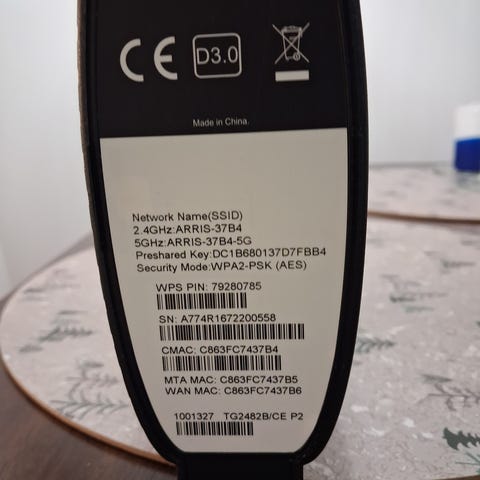 CE D3.0
Made in China.
Network Name(SSID)
2.4GHz:ARRIS-37B4
5GHz:ARRIS-37B4-5G
Preshared Key:DC1B680137D7FBB4
Security Mode:WPA2-PSK (AES)
WPS PIN: 79280785
SN: A774R1672200558
CMAC: C863FC7437B4
MTA MAC: C863FC7437B5
WAN MAC: C863FC7437B6
1001327 TG2482B/CE P2